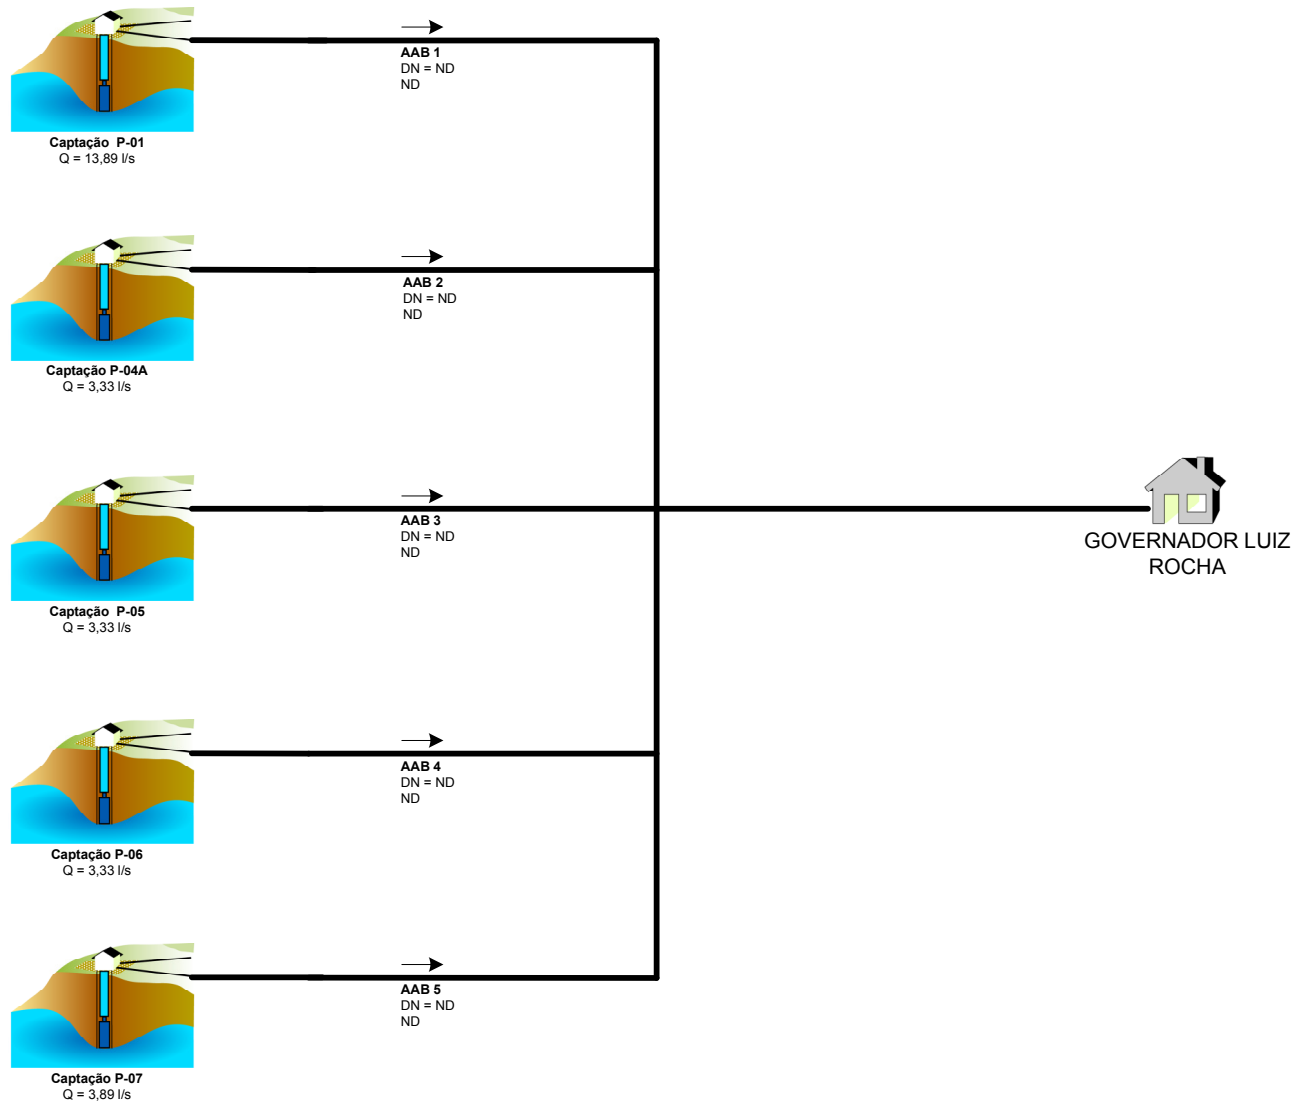 AAB 1
DN = ND
ND
Captação P-01
Q = 13,89 l/s
AAB 2
DN = ND
ND
Captação P-04A
Q = 3,33 l/s
AAB 3
DN = ND
ND
GOVERNADOR LUIZ
ROCHA
Captação P-05
Q = 3,33 l/s
AAB 4
DN = ND
ND
Captação P-06
Q = 3,33 l/s
AAB 5
DN = ND
ND
Captação P-07
Q = 3,89 l/s